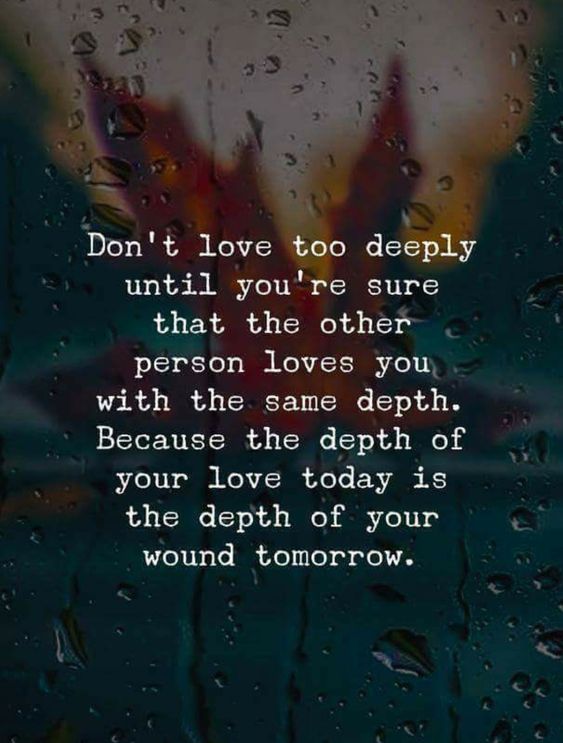 Don't love too deeply
until you're sure
that the other
person loves you
with the same depth.
Because the depth of
your love today is
the depth of your
wound tomorrow.